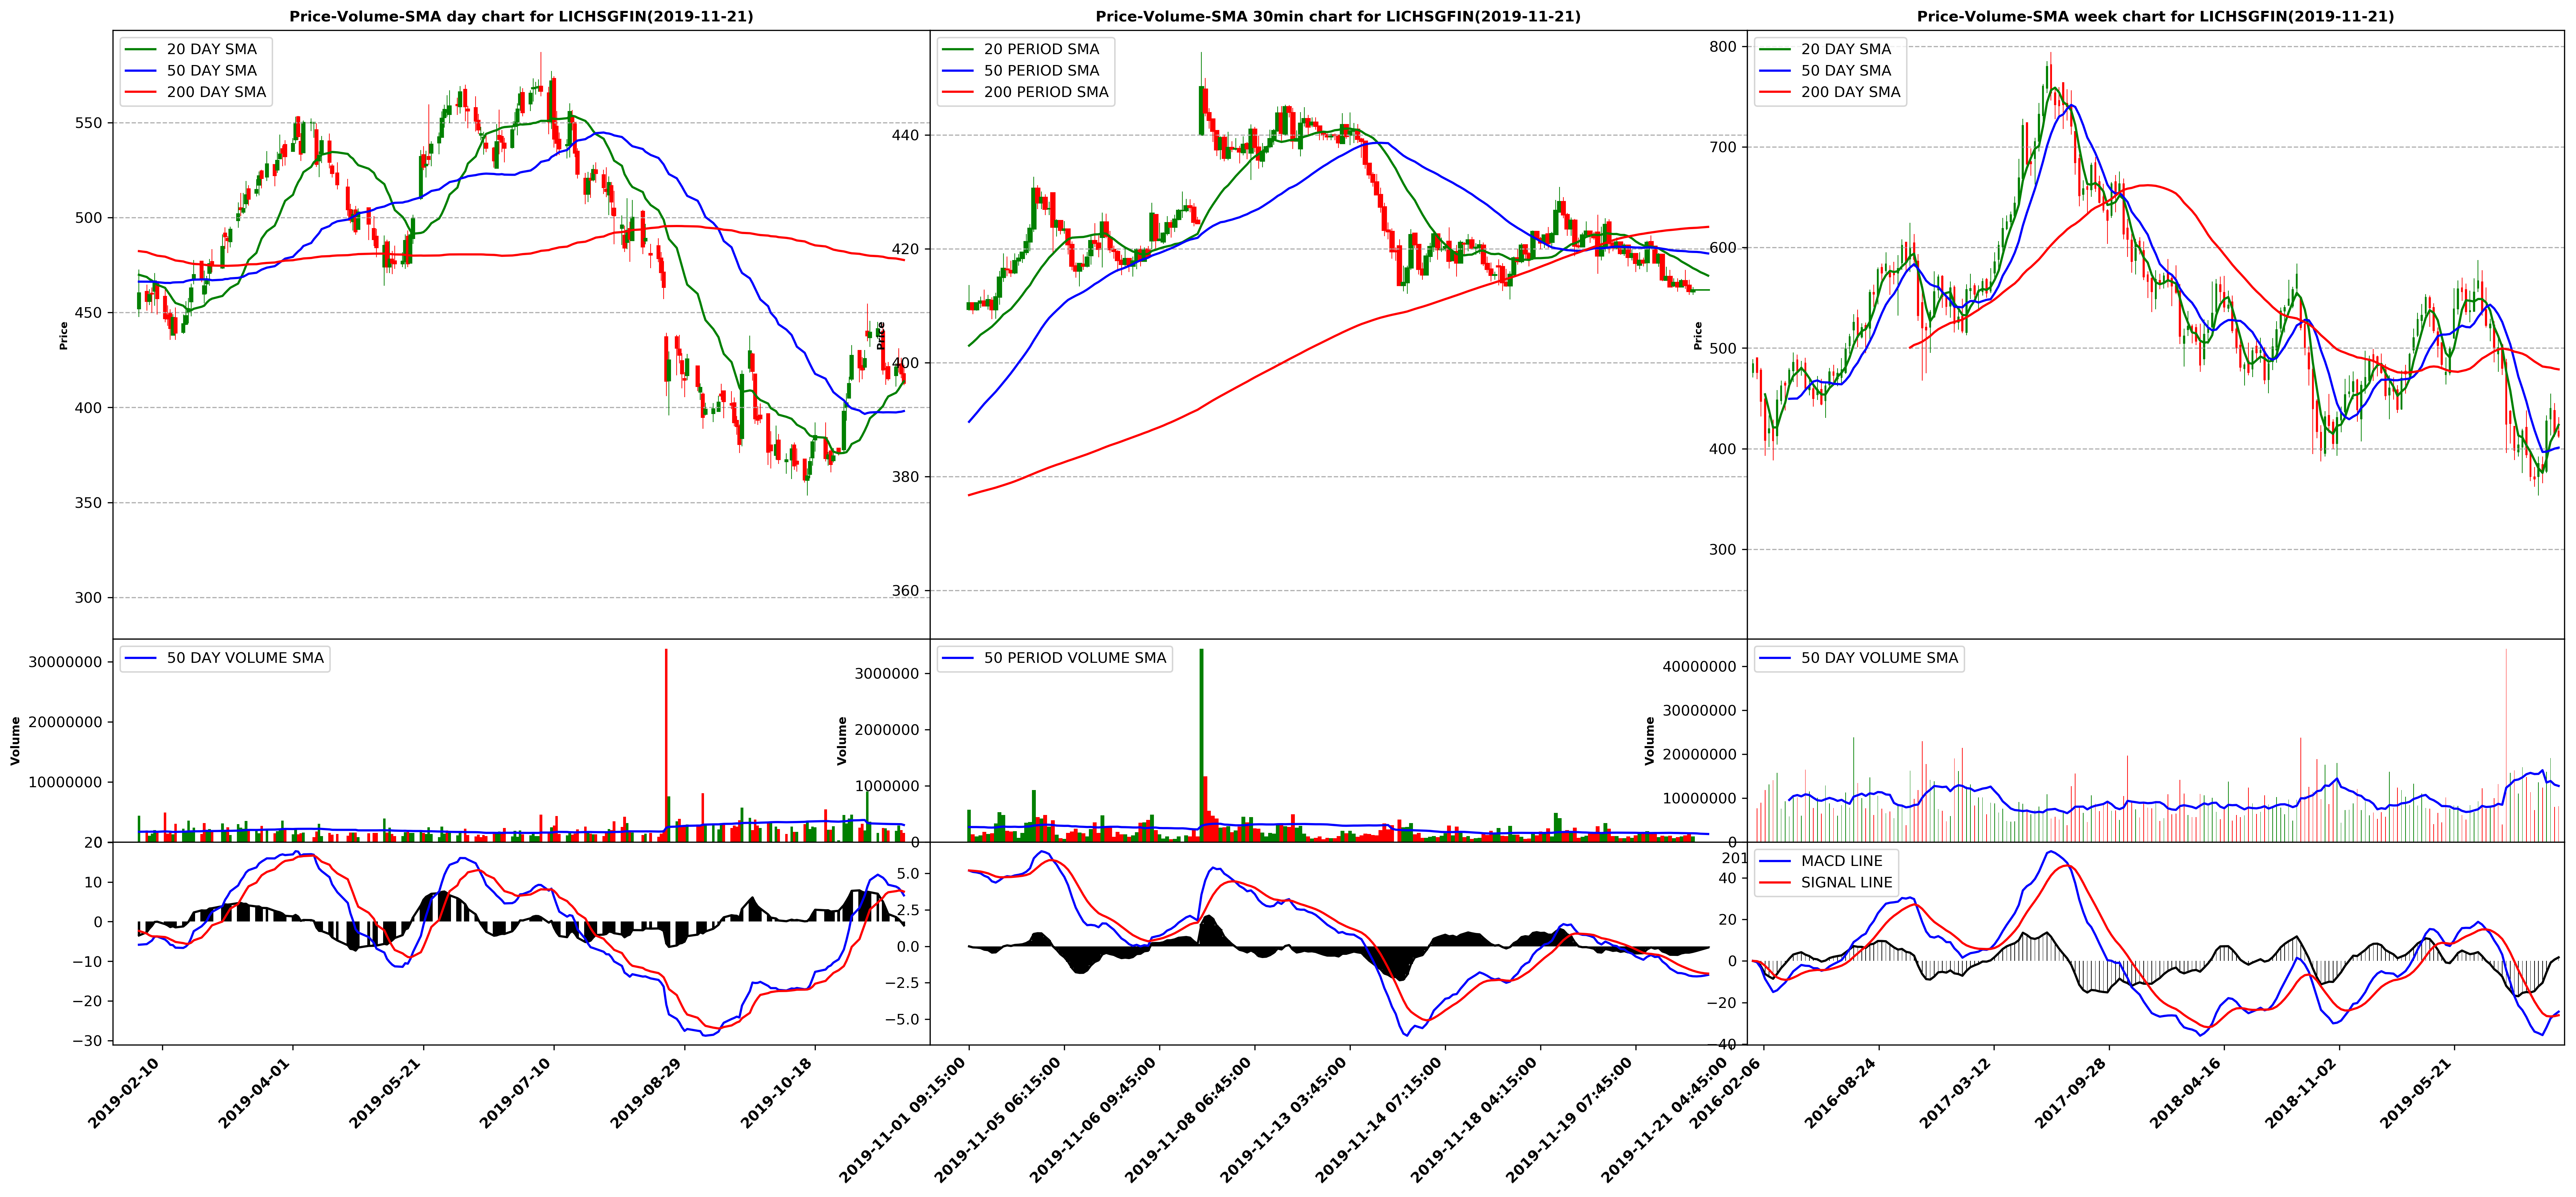 Price-Volume-SMA day chart for LICHSGFIN(2019-11-21)
20 DAY SMA
50 DAY SMA
200 DAY SMA
550
500
450
400
350
300
Price
50 DAY VOLUME SMA
30000000
20000000
10000000
Volume
20
10
0
−10
−20
−30
2019-02-10
2019-04-01
2019-05-21
2019-07-10
2019-08-29
2019-10-18
Price-Volume-SMA 30min chart for LICHSGFIN(2019-11-21)
20 PERIOD SMA
50 PERIOD SMA
200 PERIOD SMA
440
420
400
380
360
Price
50 PERIOD VOLUME SMA
3000000
2000000
1000000
0
Volume
5.0
2.5
0.0
−2.5
−5.0
2019-11-01 09:15:00
2019-11-05 06:15:00
2019-11-06 09:45:00
2019-11-08 06:45:00
2019-11-13 03:45:00
2019-11-14 07:15:00
2019-11-18 04:15:00
2019-11-19 07:45:00
2019-11-21 04:45:00
Price-Volume-SMA week chart for LICHSGFIN(2019-11-21)
20 DAY SMA
50 DAY SMA
200 DAY SMA
800
700
600
500
400
300
Price
50 DAY VOLUME SMA
40000000
30000000
20000000
10000000
0
Volume
MACD LINE
SIGNAL LINE
40
20
0
−20
−40
2016-02-06
2016-08-24
2017-03-12
2017-09-28
2018-04-16
2018-11-02
2019-05-21